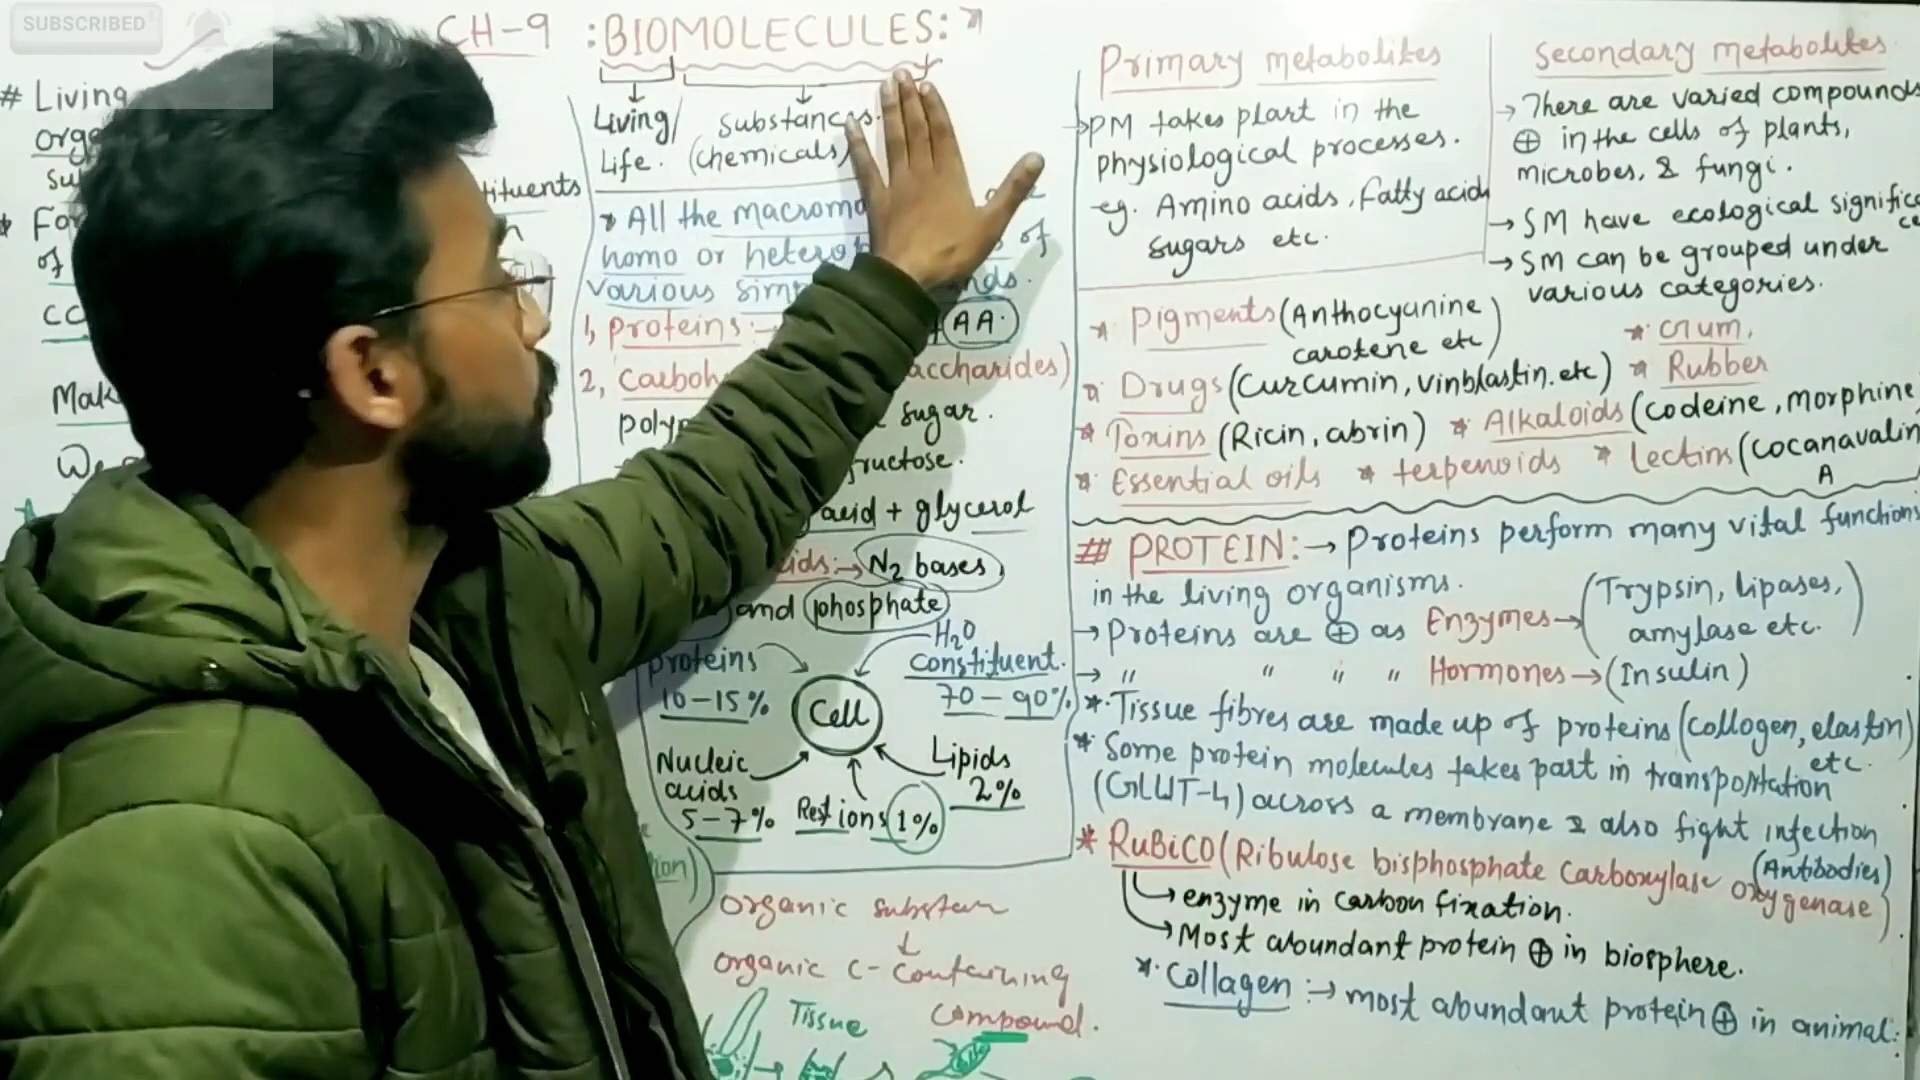 SUBSCRIBED
CH-9 :BIOMOLECULES:
# Living
Living/
Life.
substances.
(chemicals)
tituents
All the macromo
homo or hetero of
various simp nds.
1, Proteins:- AA.
2, Carboh accharides)
poly sugar.
ructose.
acid + glycerol
ids:→ N2 bases,
and phosphate
proteins
10-15%
H2O
constituent.
70-90%
Cell
Nucleic
acids
5-7%
Rest ions 1%
Lipids
2%
organic
organic C-Containing
compound.
Tissue
Primary metabolites
→PM takes plart in the
physiological processes.
eg. Amino acids, Fatty acids
sugars etc.
Secondary metabolites
→ There are varied compounds
⊕ in the cells of plants,
microbes, & fungi.
→ SM have ecological significa
ce
→ SM can be grouped under
various categories.
* Pigments (Anthocyanine
carotene etc)
* Drugs (Curcumin, vinblastin.etc)
* Rubber
* Toxins (Ricin, abrin) * Alkaloids (codeine, morphine
* Essential oils * terpenoids * Lectins (cocanavalin
A
# PROTEIN:→ Proteins perform many vital functions
in the living organisms.
→ Proteins are ⊕ as Enzymes→(Trypsin, lipases,
amylase etc.)
→ " " " " Hormones→(Insulin)
*.Tissue fibres are made up of proteins (collogen, elastin)
etc.
* Some protein molecules takes part in transportation
(GLUT-4) across a membrane & also fight infection
(Antibodies)
* RuBiCO (Ribulose bisphosphate Carboxylase oxygenase)
→enzyme in carbon fixation.
→Most abundant protein ⊕ in biosphere.
*. Collagen :→ most abundant protein ⊕ in animal.